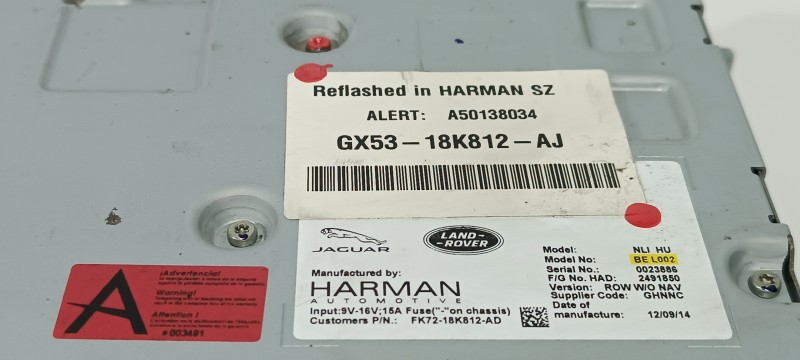 Reflashed in HARMAN SZ
ALERT: A50138034
GX53-18K812-AJ
JAGUAR
LAND-ROVER
Manufactured by:
HARMAN
AUTOMOTIVE
Input:9V-16V;15A Fuse("-"on chassis)
Customers P/N.: FK72-18K812-AD
Model: NLI HU
Model No: BE L002
Serial No.: 0023886
F/G No. HAD: 2491850
Version: ROW W/O NAV
Supplier Code: GHNNC
Date of
manufacture: 12/09/14
A
¡Advertencia!
Warning!
Attention !
#003491